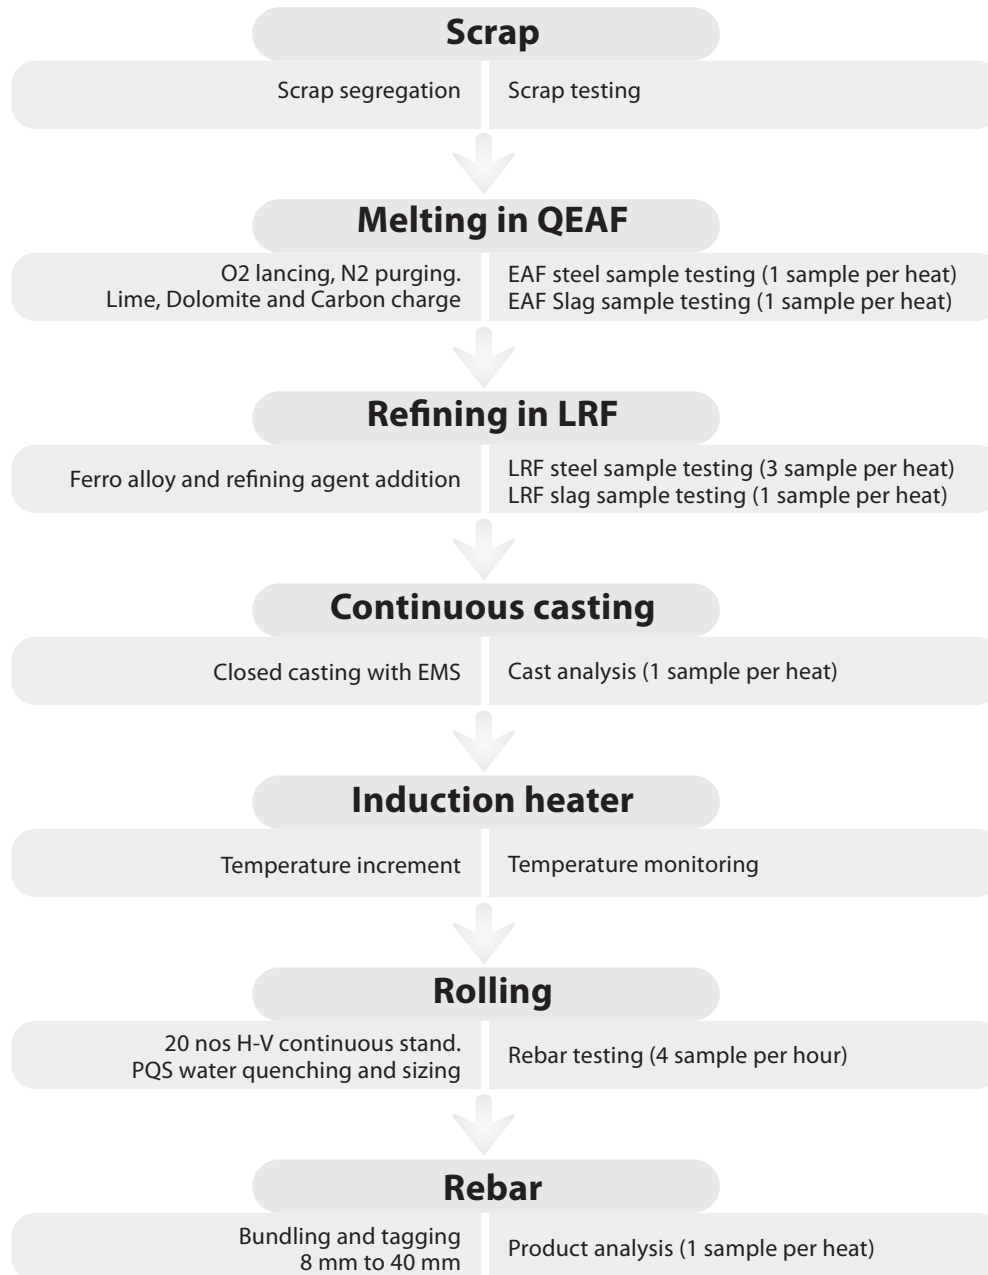 Scrap
Scrap segregation
Scrap testing
Melting in QEAF
O2 lancing, N2 purging.
Lime, Dolomite and Carbon charge
EAF steel sample testing (1 sample per heat)
EAF Slag sample testing (1 sample per heat)
Refining in LRF
Ferro alloy and refining agent addition
LRF steel sample testing (3 sample per heat)
LRF slag sample testing (1 sample per heat)
Continuous casting
Closed casting with EMS
Cast analysis (1 sample per heat)
Induction heater
Temperature increment
Temperature monitoring
Rolling
20 nos H-V continuous stand.
PQS water quenching and sizing
Rebar testing (4 sample per hour)
Rebar
Bundling and tagging
8 mm to 40 mm
Product analysis (1 sample per heat)